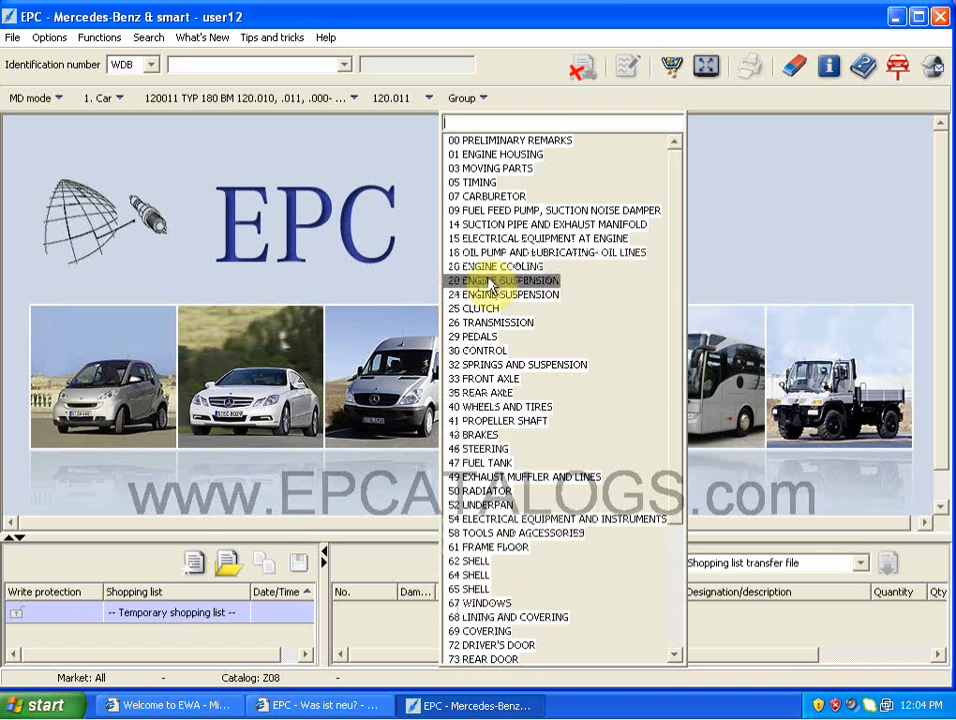 EPC - Mercedes-Benz & smart - user12
File Options Functions Search What's New Tips and tricks Help
Identification number WDB
MD mode 1. Car 120011 TYP 180 BM 120.010, .011, .000- ... 120.011 Group
00 PRELIMINARY REMARKS
01 ENGINE HOUSING
03 MOVING PARTS
05 TIMING
07 CARBURETOR
09 FUEL FEED PUMP, SUCTION NOISE DAMPER
14 SUCTION PIPE AND EXHAUST MANIFOLD
15 ELECTRICAL EQUIPMENT AT ENGINE
18 OIL PUMP AND LUBRICATING- OIL LINES
20 ENGINE COOLING
ENGINE SUSPENSION
24 ENGINE SUSPENSION
25 CLUTCH
26 TRANSMISSION
29 PEDALS
30 CONTROL
32 SPRINGS AND SUSPENSION
33 FRONT AXLE
35 REAR AXLE
40 WHEELS AND TIRES
41 PROPELLER SHAFT
42 BRAKES
46 STEERING
47 FUEL TANK
49 EXHAUST MUFFLER AND LINES
50 RADIATOR
52 UNDERPAN
54 ELECTRICAL EQUIPMENT AND INSTRUMENTS
58 TOOLS AND ACCESSORIES
61 FRAME FLOOR
62 SHELL
64 SHELL
65 SHELL
67 WINDOWS
68 LINING AND COVERING
69 COVERING
72 DRIVER'S DOOR
73 REAR DOOR
EPC
www.EPCATALOGS.com
Shopping list transfer file
Write protection Shopping list Date/Time No. Dam... Designation/description Quantity Qty
-- Temporary shopping list --
Market: All - Catalog: Z08 -
start Welcome to EWA - Mi... EPC - Was ist neu? - ... EPC - Mercedes-Benz... 12:04 PM